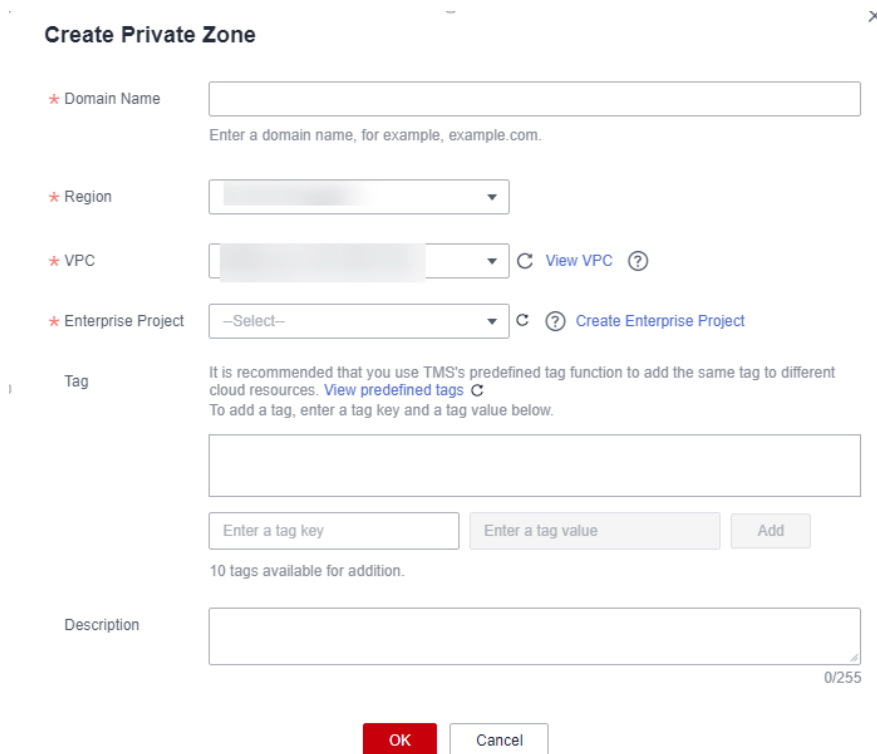 Create Private Zone
* Domain Name
Enter a domain name, for example, example.com.
* Region
* VPC
View VPC ?
* Enterprise Project
--Select--
? Create Enterprise Project
Tag
It is recommended that you use TMS's predefined tag function to add the same tag to different
cloud resources. View predefined tags
To add a tag, enter a tag key and a tag value below.
Enter a tag key
Enter a tag value
Add
10 tags available for addition.
Description
0/255
OK
Cancel